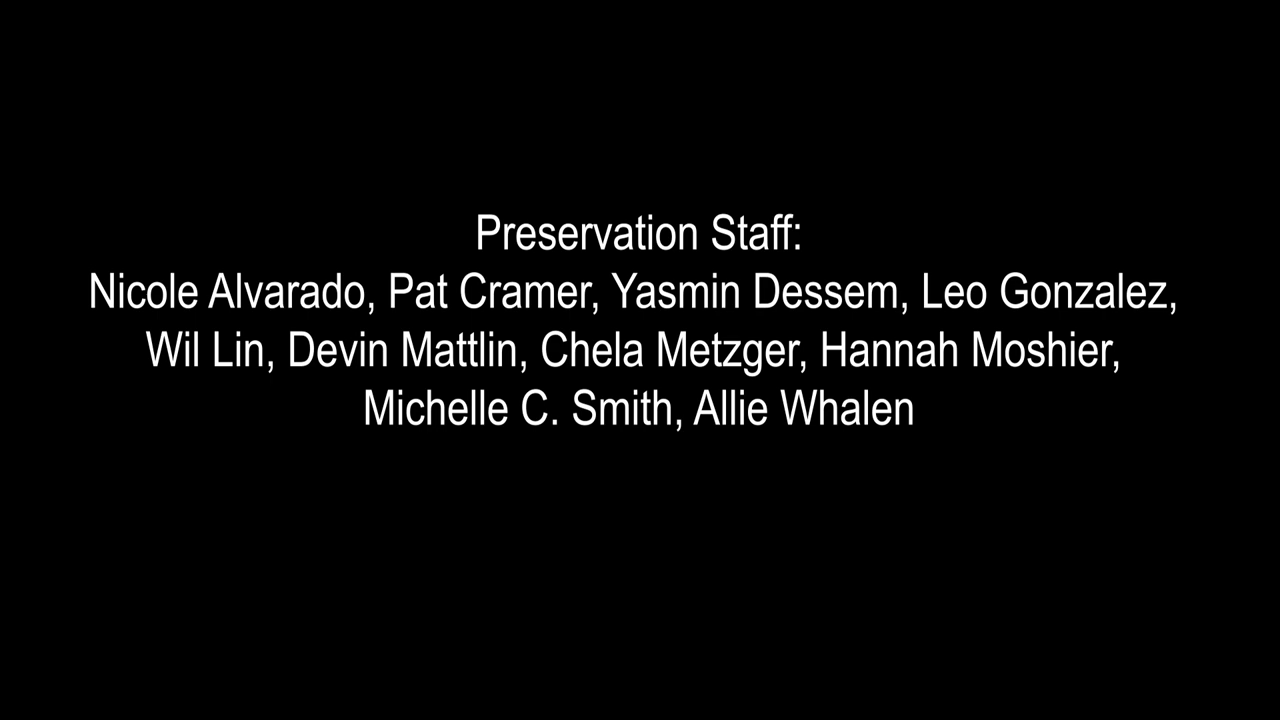 Preservation Staff:
Nicole Alvarado, Pat Cramer, Yasmin Dessem, Leo Gonzalez,
Wil Lin, Devin Mattlin, Chela Metzger, Hannah Moshier,
Michelle C. Smith, Allie Whalen